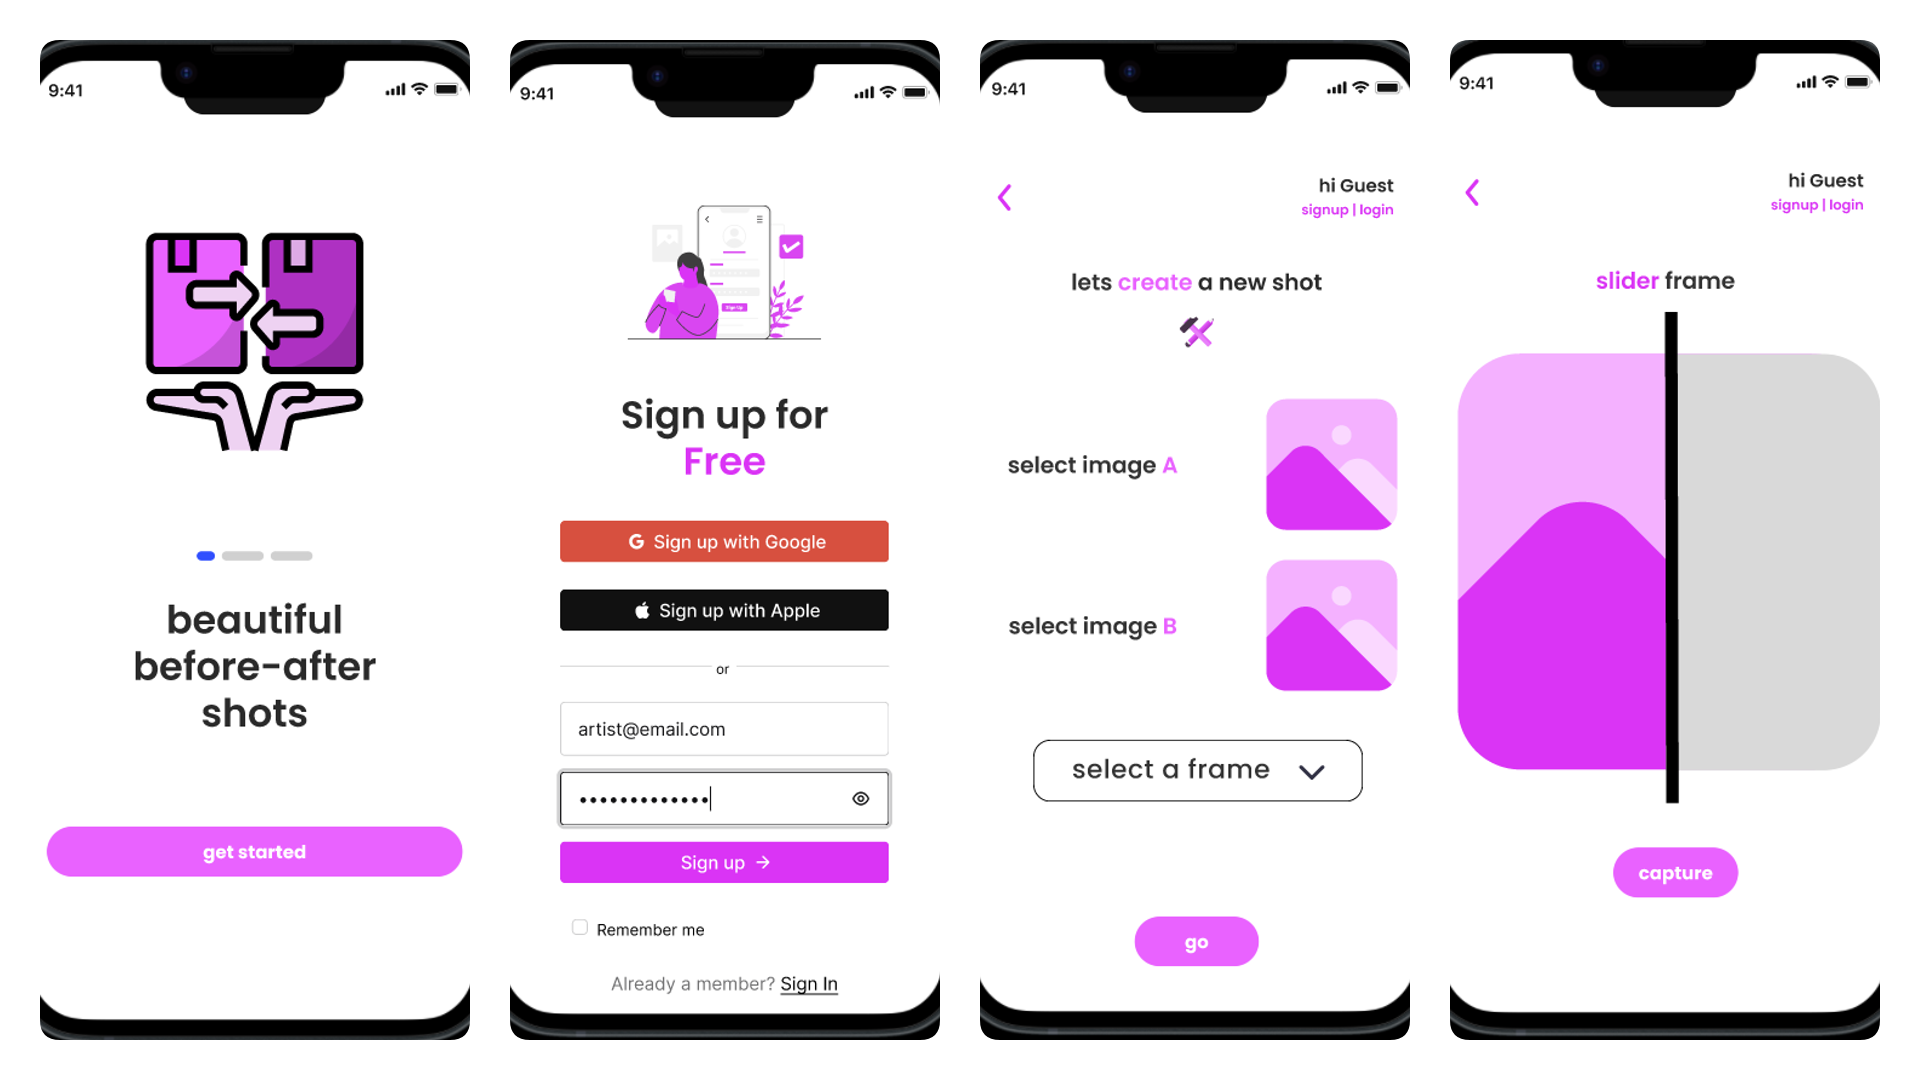 9:41
beautiful
before-after
shots
get started
9:41
Sign Up
Sign up for
Free
Sign up with Google
Sign up with Apple
or
artist@email.com
Sign up
Remember me
Already a member? Sign In
9:41
hi Guest
signup | login
lets create a new shot
select image A
select image B
select a frame
go
9:41
hi Guest
signup | login
slider frame
capture